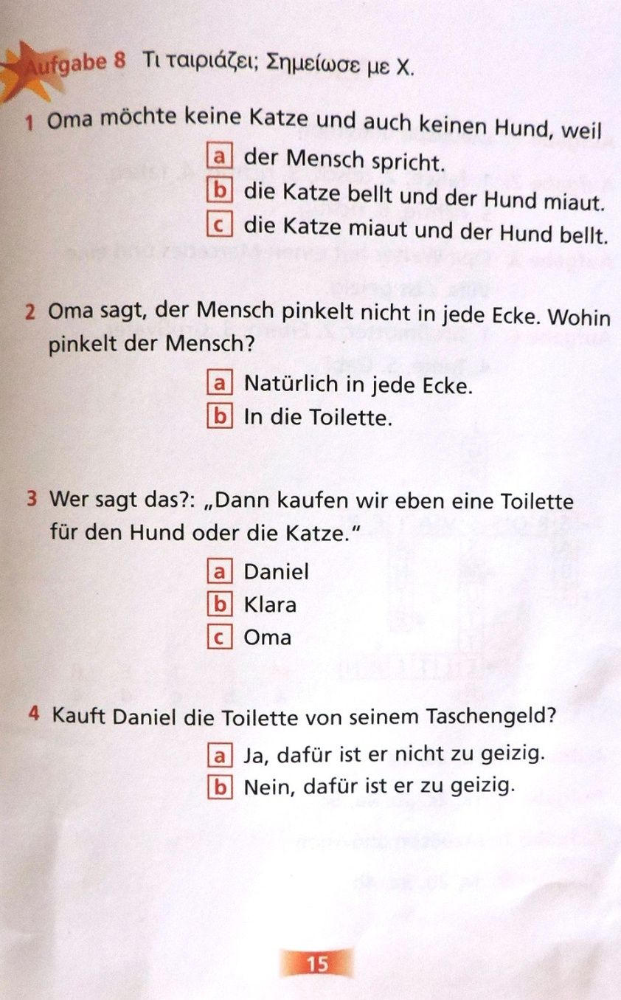 Aufgabe 8 Τι ταιριάζει; Σημείωσε με Χ.
1 Oma möchte keine Katze und auch keinen Hund, weil
a der Mensch spricht.
b die Katze bellt und der Hund miaut.
c die Katze miaut und der Hund bellt.
2 Oma sagt, der Mensch pinkelt nicht in jede Ecke. Wohin
pinkelt der Mensch?
a Natürlich in jede Ecke.
b In die Toilette.
3 Wer sagt das?: „Dann kaufen wir eben eine Toilette
für den Hund oder die Katze.“
a Daniel
b Klara
c Oma
4 Kauft Daniel die Toilette von seinem Taschengeld?
a Ja, dafür ist er nicht zu geizig.
b Nein, dafür ist er zu geizig.
15